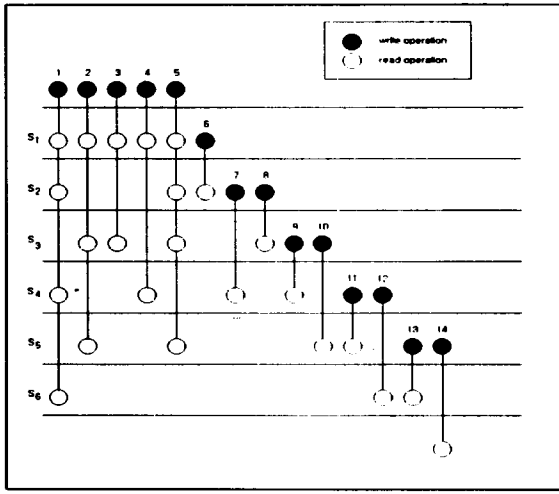 write operation
read operation
1 2 3 4 5
S1
6
S2
7 8
S3
9 10
S4
11 12
S5
13 14
S6